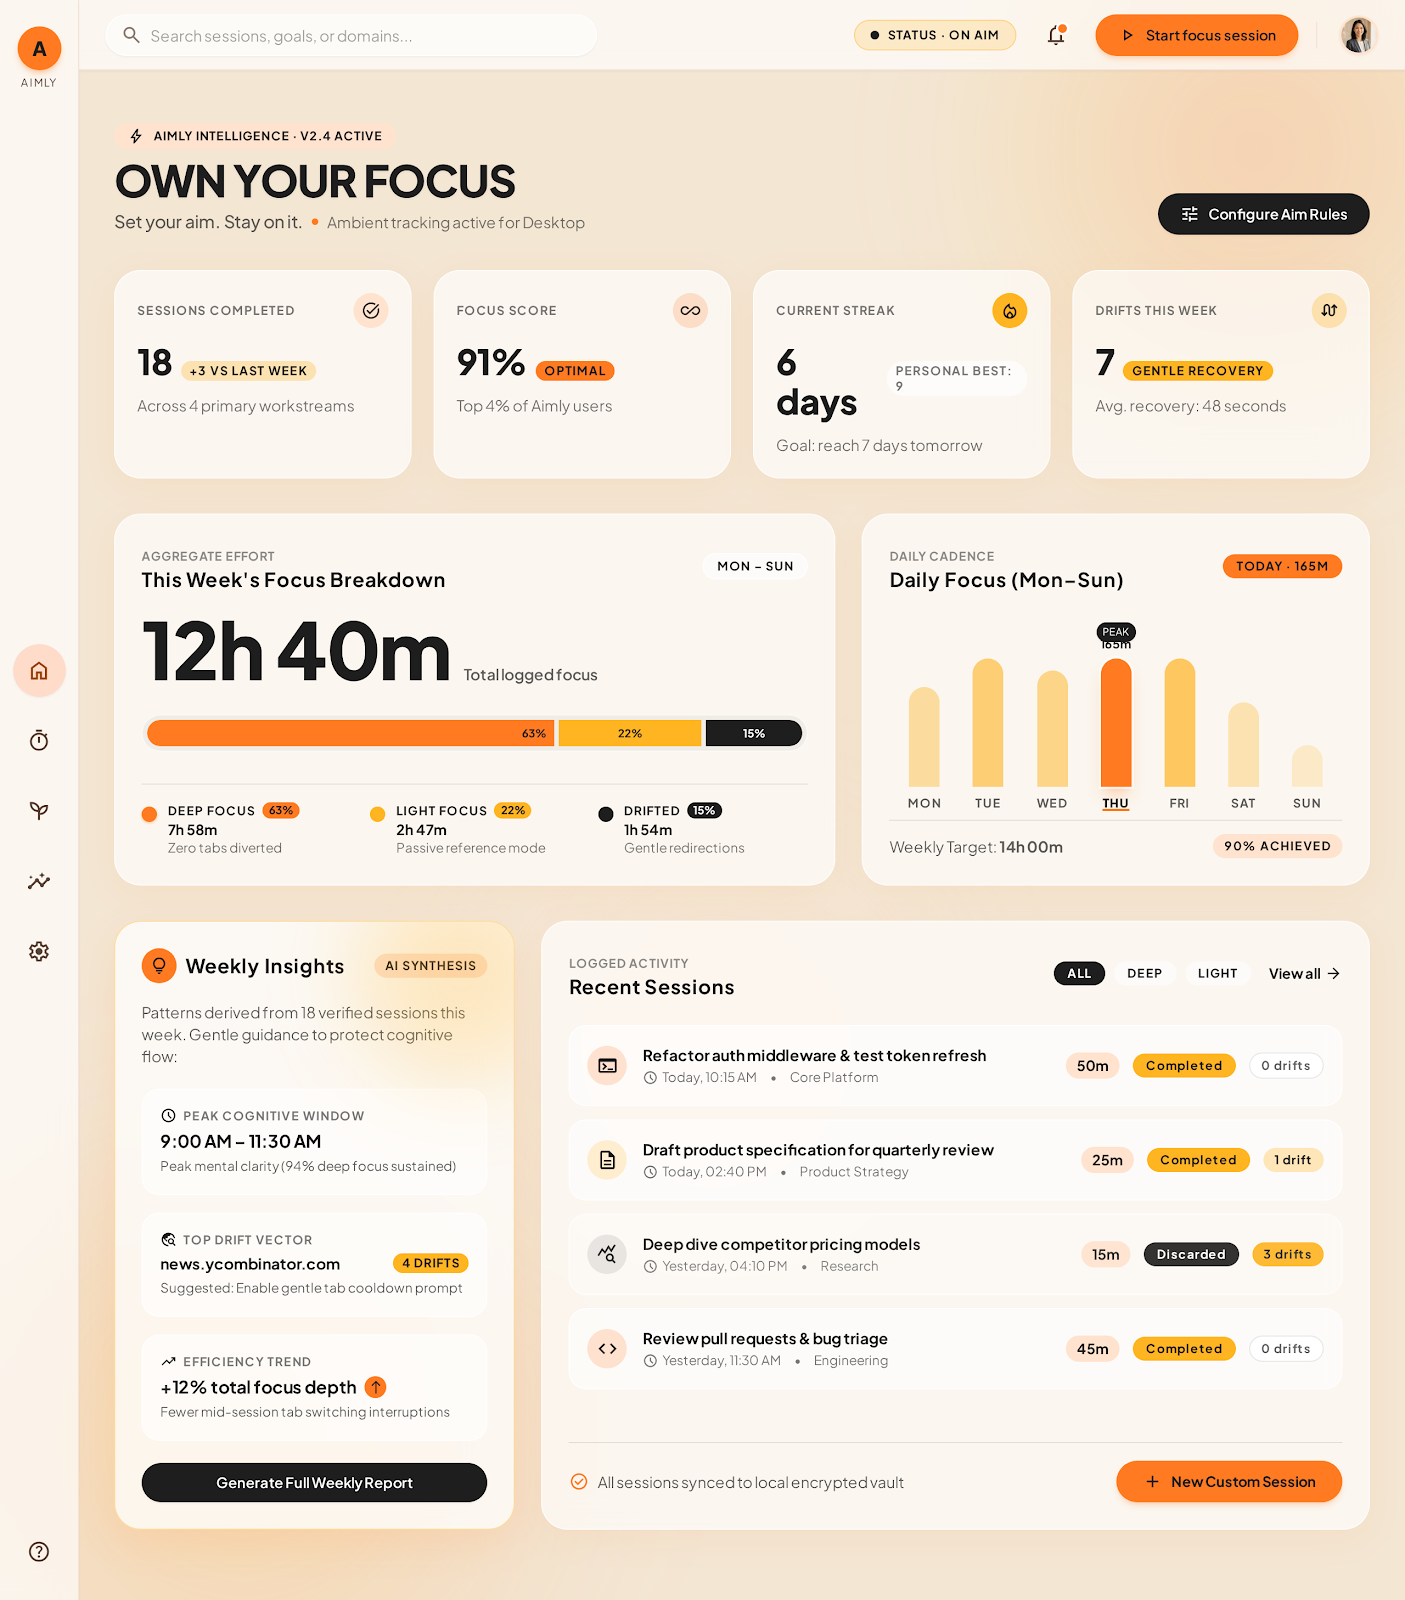 A
AIMLY
Search sessions, goals, or domains...
STATUS · ON AIM
Start focus session
AIMLY INTELLIGENCE · V2.4 ACTIVE
OWN YOUR FOCUS
Set your aim. Stay on it. • Ambient tracking active for Desktop
Configure Aim Rules
SESSIONS COMPLETED
18 +3 VS LAST WEEK
Across 4 primary workstreams
FOCUS SCORE
91% OPTIMAL
Top 4% of Aimly users
CURRENT STREAK
6
days
PERSONAL BEST:
9
Goal: reach 7 days tomorrow
DRIFTS THIS WEEK
7 GENTLE RECOVERY
Avg. recovery: 48 seconds
AGGREGATE EFFORT
This Week's Focus Breakdown
MON – SUN
12h 40m Total logged focus
63% 22% 15%
DEEP FOCUS 63%
7h 58m
Zero tabs diverted
LIGHT FOCUS 22%
2h 47m
Passive reference mode
DRIFTED 15%
1h 54m
Gentle redirections
DAILY CADENCE
Daily Focus (Mon–Sun)
TODAY · 165M
PEAK
165m
MON TUE WED THU FRI SAT SUN
Weekly Target: 14h 00m
90% ACHIEVED
Weekly Insights
AI SYNTHESIS
Patterns derived from 18 verified sessions this
week. Gentle guidance to protect cognitive
flow:
PEAK COGNITIVE WINDOW
9:00 AM – 11:30 AM
Peak mental clarity (94% deep focus sustained)
TOP DRIFT VECTOR
news.ycombinator.com 4 DRIFTS
Suggested: Enable gentle tab cooldown prompt
EFFICIENCY TREND
+12% total focus depth
Fewer mid-session tab switching interruptions
Generate Full Weekly Report
LOGGED ACTIVITY
Recent Sessions
ALL DEEP LIGHT View all →
Refactor auth middleware & test token refresh
Today, 10:15 AM • Core Platform
50m Completed 0 drifts
Draft product specification for quarterly review
Today, 02:40 PM • Product Strategy
25m Completed 1 drift
Deep dive competitor pricing models
Yesterday, 04:10 PM • Research
15m Discarded 3 drifts
Review pull requests & bug triage
Yesterday, 11:30 AM • Engineering
45m Completed 0 drifts
All sessions synced to local encrypted vault
+ New Custom Session